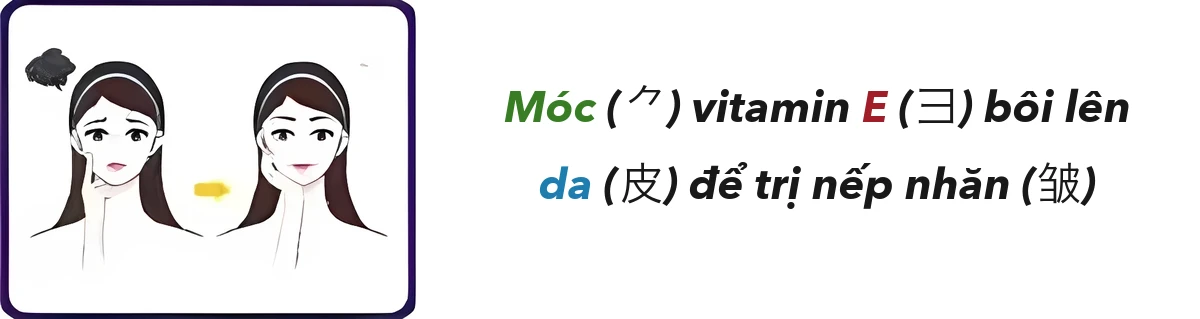 Móc (⺈) vitamin E (彐) bôi lên
da (皮) để trị nếp nhăn (皱)